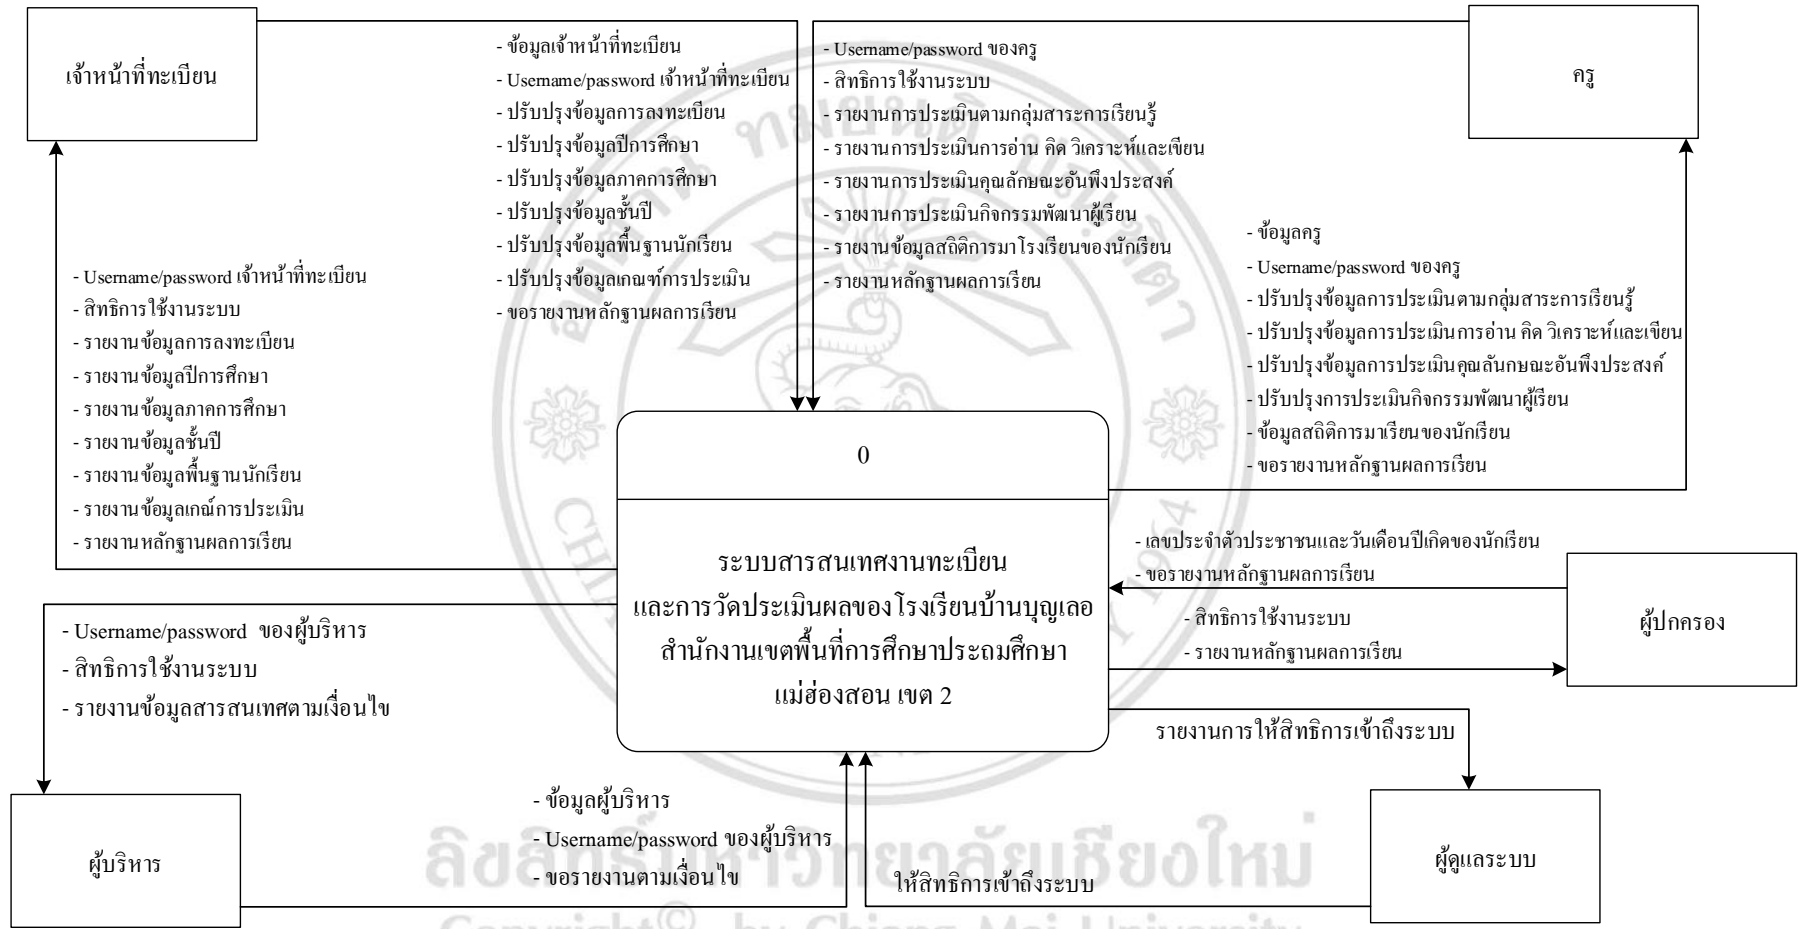 เจ้าหน้าที่ทะเบียน
- ข้อมูลเจ้าหน้าที่ทะเบียน
- Username/password เจ้าหน้าที่ทะเบียน
- ปรับปรุงข้อมูลการลงทะเบียน
- ปรับปรุงข้อมูลปีการศึกษา
- ปรับปรุงข้อมูลภาคการศึกษา
- ปรับปรุงข้อมูลชั้นปี
- ปรับปรุงข้อมูลพื้นฐานนักเรียน
- ปรับปรุงข้อมูลเกณฑ์การประเมิน
- ขอรายงานหลักฐานผลการเรียน
- Username/password ของครู
- สิทธิการใช้งานระบบ
- รายงานการประเมินตามกลุ่มสาระการเรียนรู้
- รายงานการประเมินการอ่าน คิด วิเคราะห์และเขียน
- รายงานการประเมินคุณลักษณะอันพึงประสงค์
- รายงานการประเมินกิจกรรมพัฒนาผู้เรียน
- รายงานข้อมูลสถิติการมาโรงเรียนของนักเรียน
- รายงานหลักฐานผลการเรียน
ครู
- Username/password เจ้าหน้าที่ทะเบียน
- สิทธิการใช้งานระบบ
- รายงานข้อมูลการลงทะเบียน
- รายงานข้อมูลปีการศึกษา
- รายงานข้อมูลภาคการศึกษา
- รายงานข้อมูลชั้นปี
- รายงานข้อมูลพื้นฐานนักเรียน
- รายงานข้อมูลเกณ์การประเมิน
- รายงานหลักฐานผลการเรียน
- ข้อมูลครู
- Username/password ของครู
- ปรับปรุงข้อมูลการประเมินตามกลุ่มสาระการเรียนรู้
- ปรับปรุงข้อมูลการประเมินการอ่าน คิด วิเคราะห์และเขียน
- ปรับปรุงข้อมูลการประเมินคุณลันกษณะอันพึงประสงค์
- ปรับปรุงการประเมินกิจกรรมพัฒนาผู้เรียน
- ข้อมูลสถิติการมาเรียนของนักเรียน
- ขอรายงานหลักฐานผลการเรียน
0
ระบบสารสนเทศงานทะเบียน
และการวัดประเมินผลของโรงเรียนบ้านบุญเลอ
สำนักงานเขตพื้นที่การศึกษาประถมศึกษา
แม่ฮ่องสอน เขต 2
- เลขประจำตัวประชาชนและวันเดือนปีเกิดของนักเรียน
- ขอรายงานหลักฐานผลการเรียน
- สิทธิการใช้งานระบบ
- รายงานหลักฐานผลการเรียน
ผู้ปกครอง
- Username/password ของผู้บริหาร
- สิทธิการใช้งานระบบ
- รายงานข้อมูลสารสนเทศตามเงื่อนไข
รายงานการให้สิทธิการเข้าถึงระบบ
ผู้บริหาร
- ข้อมูลผู้บริหาร
- Username/password ของผู้บริหาร
- ขอรายงานตามเงื่อนไข
ให้สิทธิการเข้าถึงระบบ
ผู้ดูแลระบบ
ลิขสิทธิ์มหาวิทยาลัยเชียงใหม่
Copyright© by Chiang Mai University